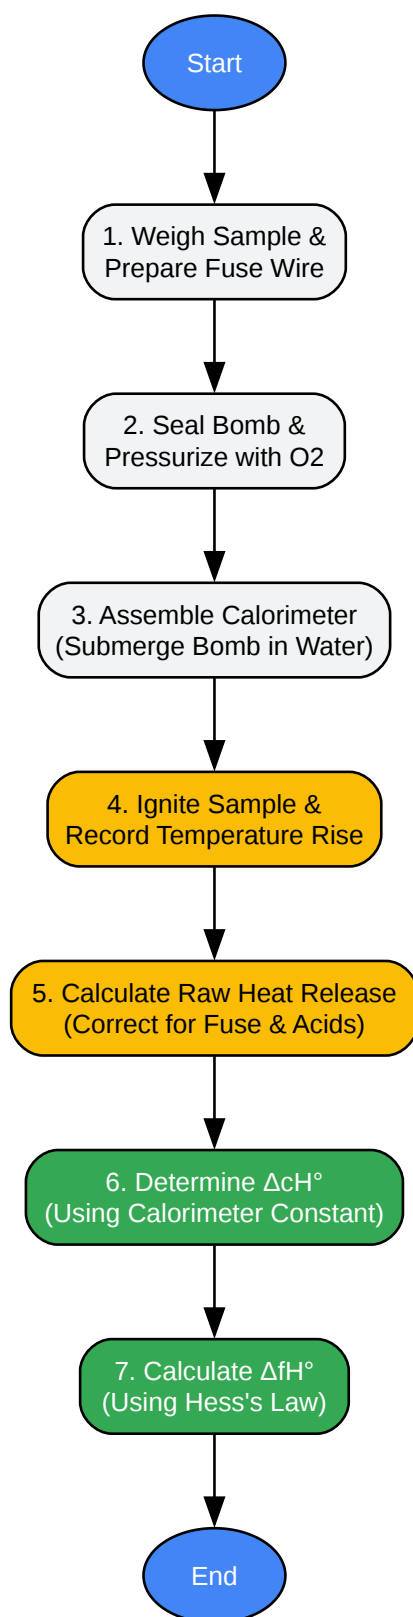 Start
1. Weigh Sample &
Prepare Fuse Wire
2. Seal Bomb &
Pressurize with O2
3. Assemble Calorimeter
(Submerge Bomb in Water)
4. Ignite Sample &
Record Temperature Rise
5. Calculate Raw Heat Release
(Correct for Fuse & Acids)
6. Determine ΔcH°
(Using Calorimeter Constant)
7. Calculate ΔfH°
(Using Hess's Law)
End